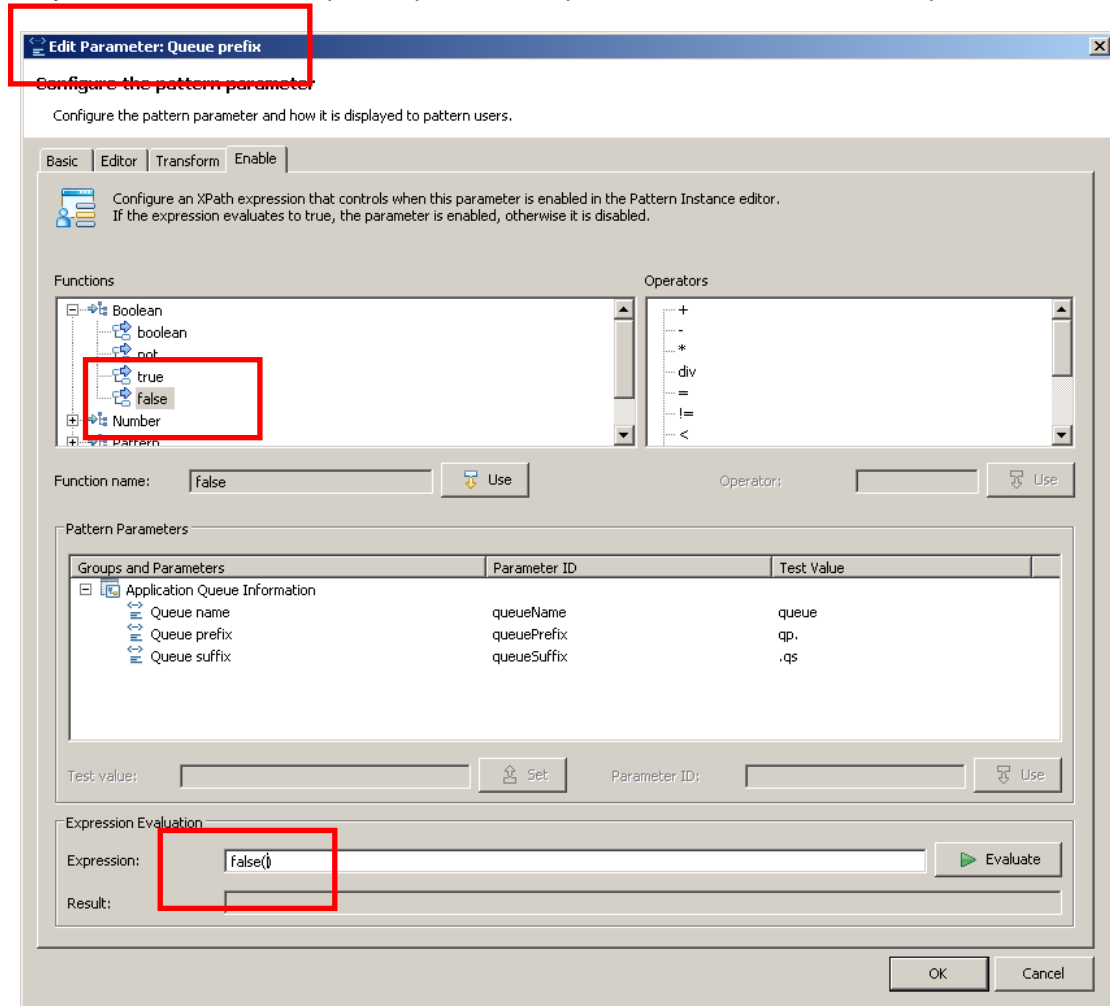 Edit Parameter: Queue prefix
Configure the pattern parameter
Configure the pattern parameter and how it is displayed to pattern users.
Basic Editor Transform Enable
Configure an XPath expression that controls when this parameter is enabled in the Pattern Instance editor.
If the expression evaluates to true, the parameter is enabled, otherwise it is disabled.
Functions Operators
Boolean +
boolean -
not *
true div
false =
Number !=
Pattern <
Function name: false Use Operator: Use
Pattern Parameters
Groups and Parameters Parameter ID Test Value
Application Queue Information
Queue name queueName queue
Queue prefix queuePrefix qp.
Queue suffix queueSuffix .qs
Test value: Set Parameter ID: Use
Expression Evaluation
Expression: false() Evaluate
Result:
OK Cancel